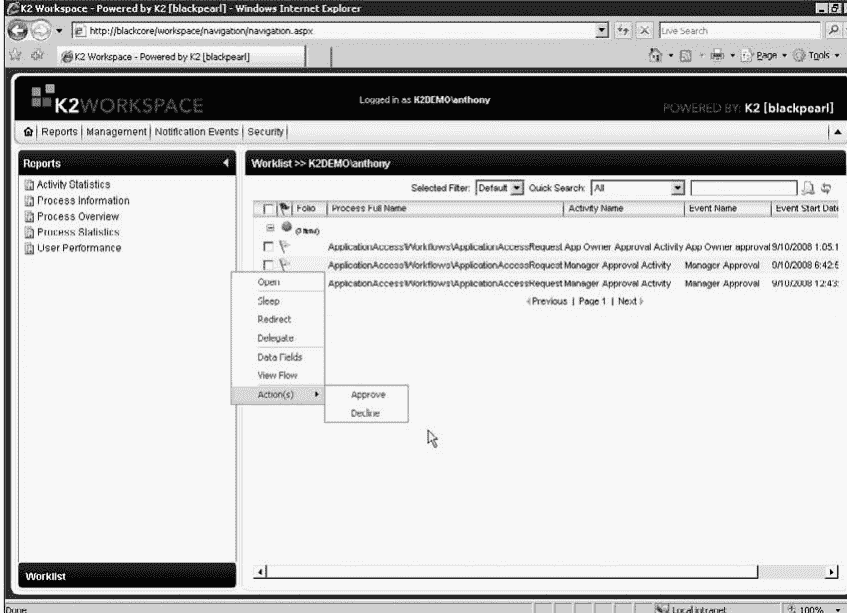 K2 Workspace - Powered by K2 [blackpearl] - Windows Internet Explorer
http://blackcore/workspace/navigation/navigation.aspx
Live Search
K2 Workspace - Powered by K2 [blackpearl]
Page
Tools
K2WORKSPACE
Logged in as K2DEMO\anthony
POWERED BY: K2 [blackpearl]
Reports | Management | Notification Events | Security
Reports
Activity Statistics
Process Information
Process Overview
Process Statistics
User Performance
Worklist
Worklist >> K2DEMO\anthony
Selected Filter: Default Quick Search: All
Folio Process Full Name Activity Name Event Name Event Start Date
(3 Items)
ApplicationAccess\Workflows\ApplicationAccessRequest App Owner Approval Activity App Owner approval 9/10/2008 1:05:1
ApplicationAccess\Workflows\ApplicationAccessRequest Manager Approval Activity Manager Approval 9/10/2008 6:42:5
ApplicationAccess\Workflows\ApplicationAccessRequest Manager Approval Activity Manager Approval 9/10/2008 12:43:
Previous | Page 1 | Next
Open
Sleep
Redirect
Delegate
Data Fields
View Flow
Action(s)
Approve
Decline
Done
Local intranet
100%